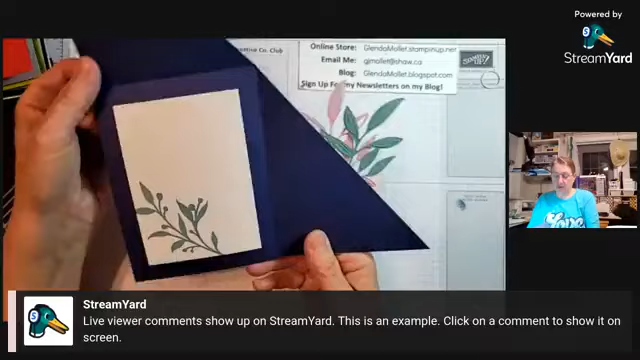 Powered by
StreamYard
Online Store: GlendaMollet.stampinup.net
Email Me: gjmollet@shaw.ca
Blog: GlendaMollet.blogspot.com
Sign Up For my Newsletters on my Blog!
STAMPIN' UP!
StreamYard
Live viewer comments show up on StreamYard. This is an example. Click on a comment to show it on
screen.